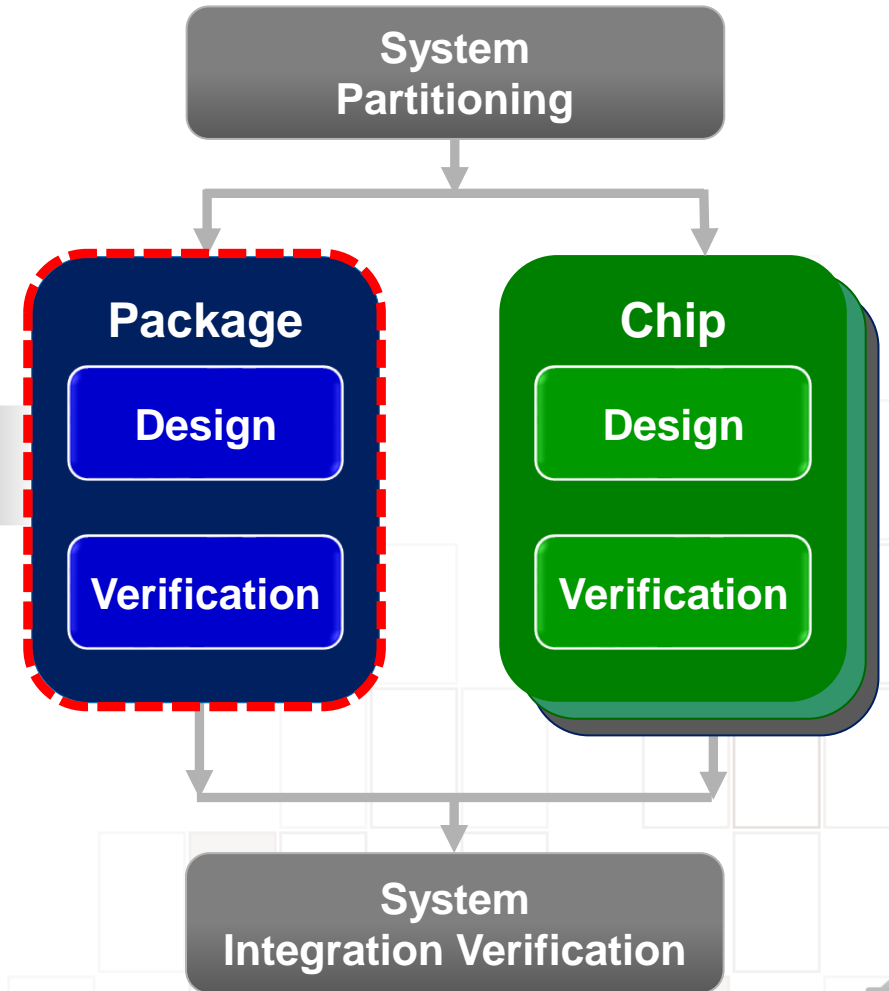 System
Partitioning
Package
Design
Verification
Chip
Design
Verification
System
Integration Verification